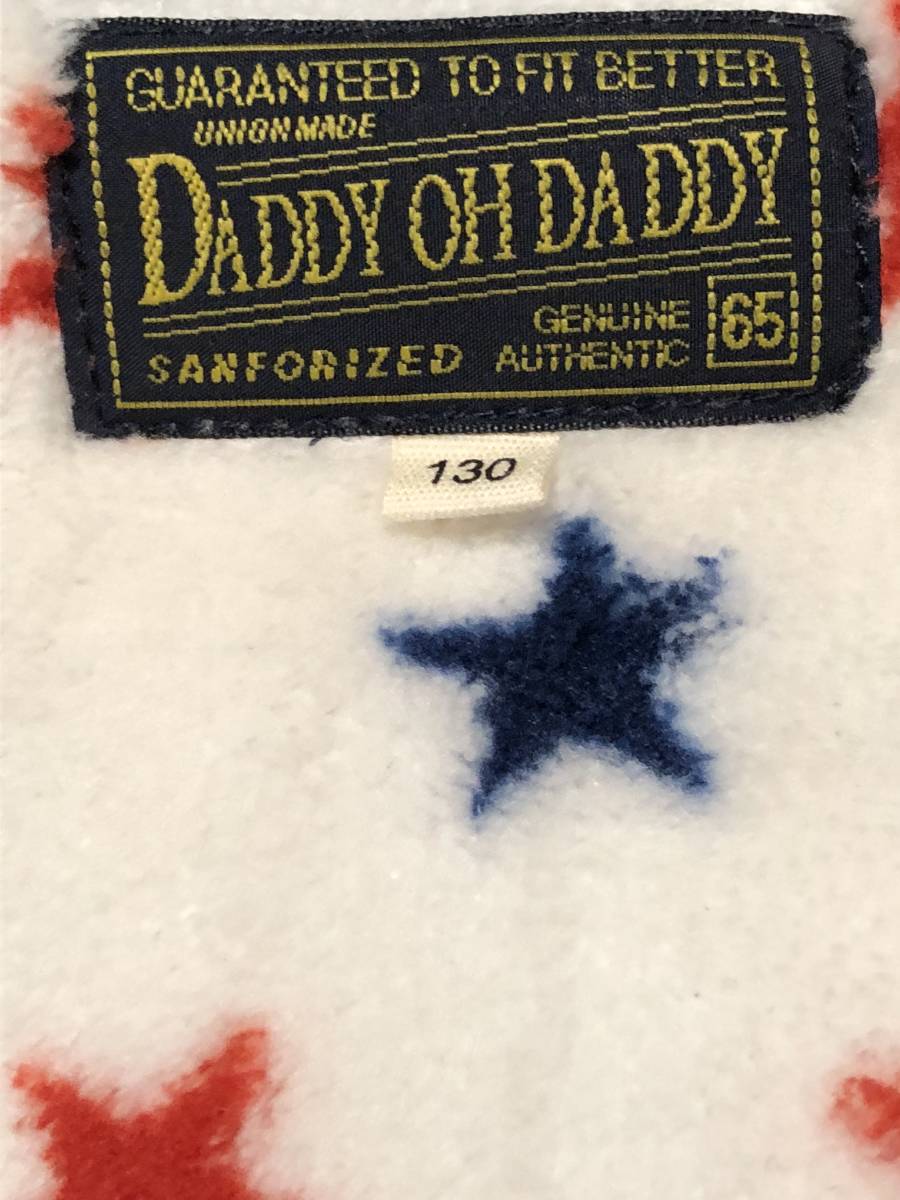 GUARANTEED TO FIT BETTER
UNION MADE
DADDY OH DADDY
GENUINE
AUTHENTIC
65
SANFORIZED
130